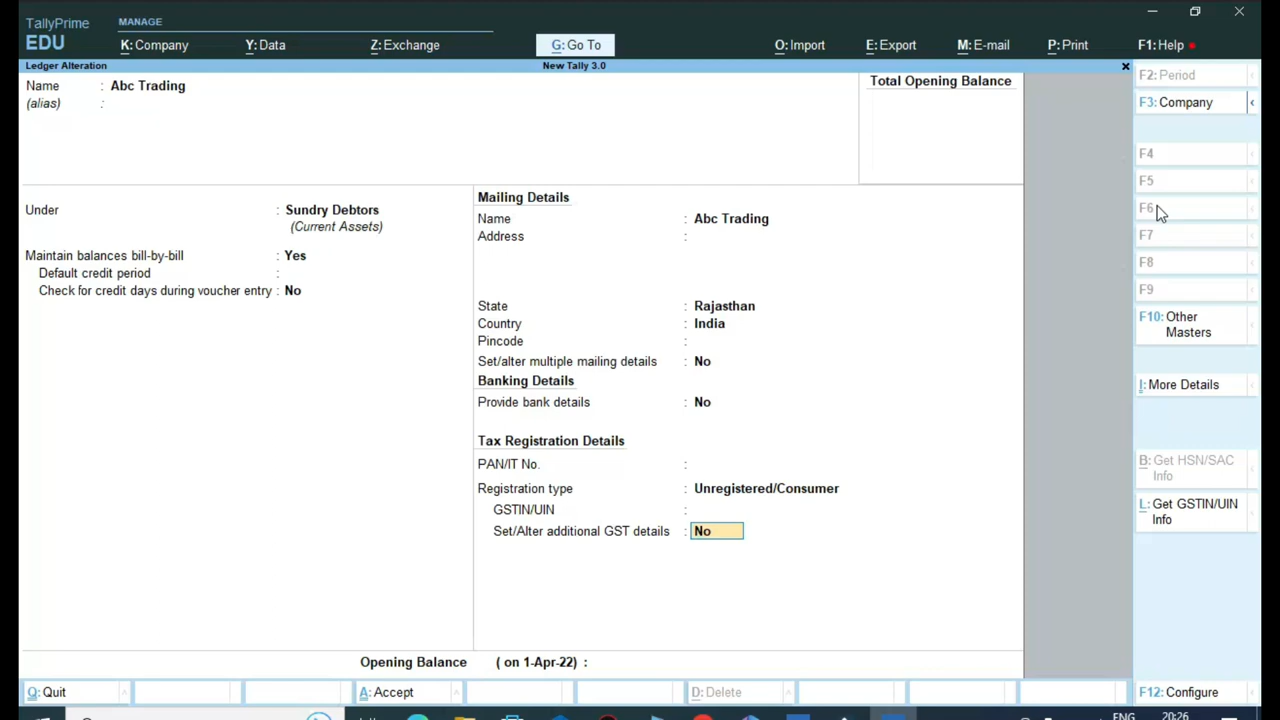 TallyPrime
EDU
MANAGE
K: Company
Y: Data
Z: Exchange
G: Go To
O: Import
E: Export
M: E-mail
P: Print
F1: Help
Ledger Alteration
New Tally 3.0
Name : Abc Trading
(alias) :
Total Opening Balance
Under : Sundry Debtors
(Current Assets)
Maintain balances bill-by-bill : Yes
Default credit period :
Check for credit days during voucher entry : No
Mailing Details
Name : Abc Trading
Address :
State : Rajasthan
Country : India
Pincode :
Set/alter multiple mailing details : No
Banking Details
Provide bank details : No
Tax Registration Details
PAN/IT No. :
Registration type : Unregistered/Consumer
GSTIN/UIN :
Set/Alter additional GST details : No
Opening Balance ( on 1-Apr-22) :
F2: Period
F3: Company
F4
F5
F6
F7
F8
F9
F10: Other
Masters
I: More Details
B: Get HSN/SAC
Info
L: Get GSTIN/UIN
Info
F12: Configure
Q: Quit
A: Accept
D: Delete
ENG
20:26